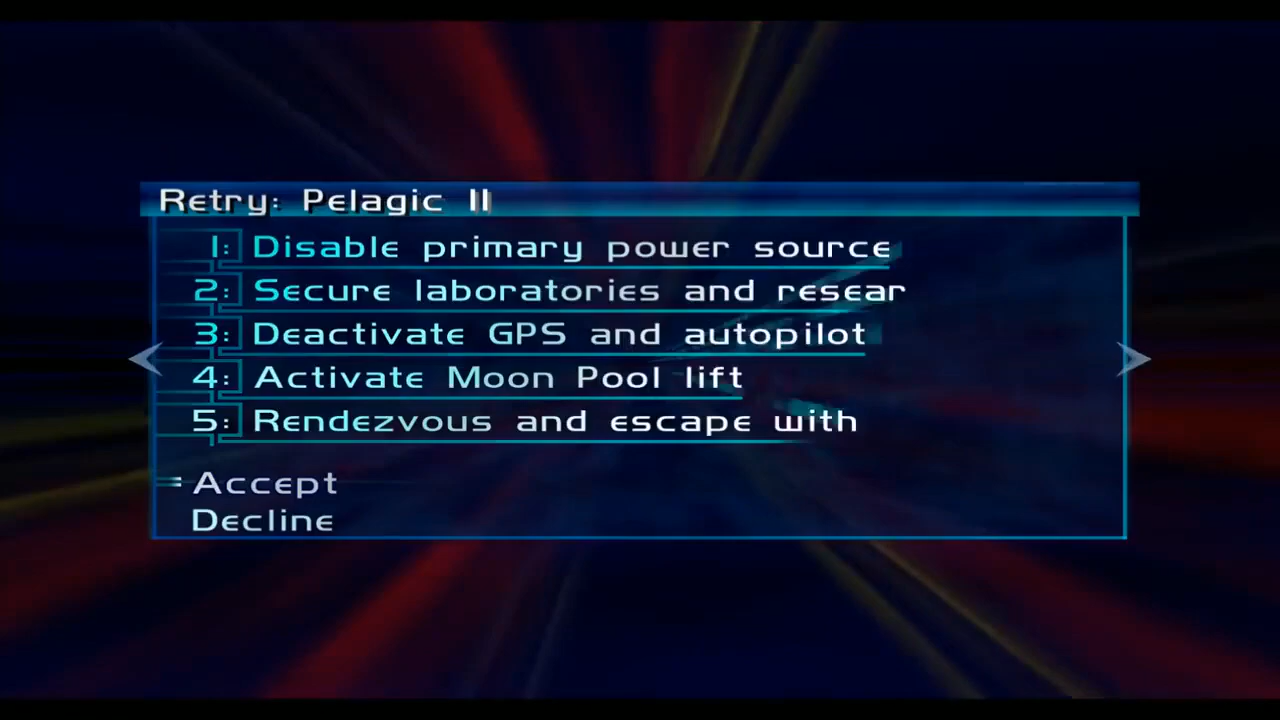 Retry: Pelagic II
1: Disable primary power source
2: Secure laboratories and resear
3: Deactivate GPS and autopilot
4: Activate Moon Pool lift
5: Rendezvous and escape with
Accept
Decline